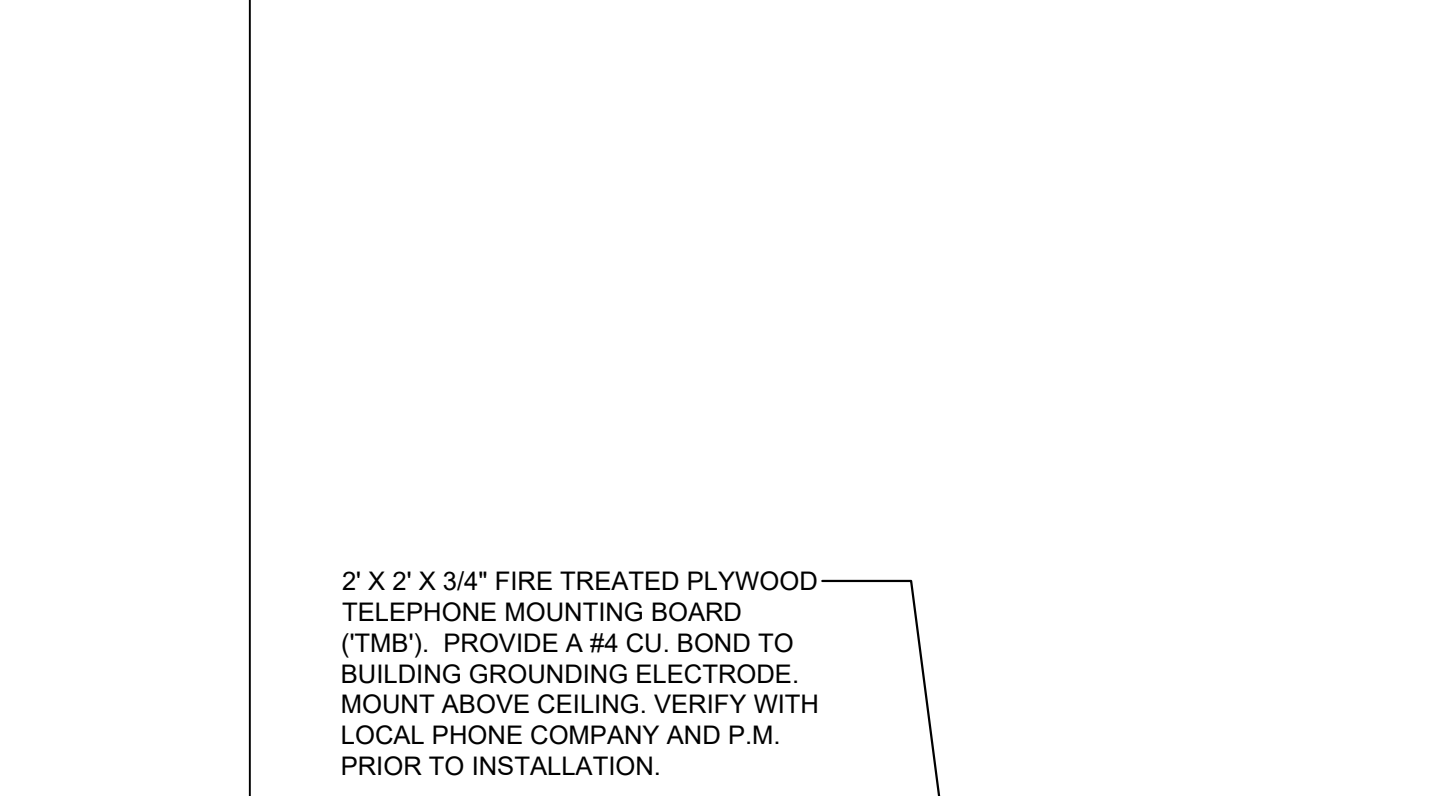 2' X 2' X 3/4" FIRE TREATED PLYWOOD
TELEPHONE MOUNTING BOARD
('TMB').  PROVIDE A #4 CU. BOND TO
BUILDING GROUNDING ELECTRODE.
MOUNT ABOVE CEILING. VERIFY WITH
LOCAL PHONE COMPANY AND P.M.
PRIOR TO INSTALLATION.